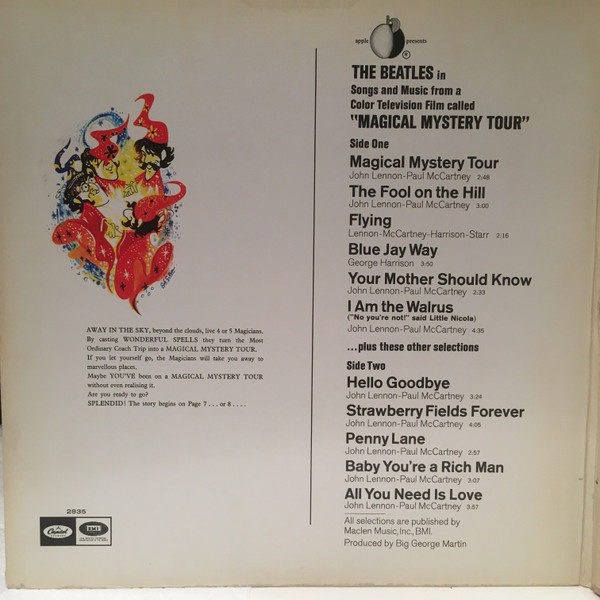 AWAY IN THE SKY, beyond the clouds, live 4 or 5 Magicians.
By casting WONDERFUL SPELLS they turn the Most
Ordinary Coach Trip into a MAGICAL MYSTERY TOUR.
If you let yourself go, the Magicians will take you away to
marvellous places.
Maybe YOU'VE been on a MAGICAL MYSTERY TOUR
without even realising it.
Are you ready to go?
SPLENDID! The story begins on Page 7 ... or 8 ....
2835
Capitol
EMI
apple presents
THE BEATLES in
Songs and Music from a
Color Television Film called
"MAGICAL MYSTERY TOUR"
Side One
Magical Mystery Tour
John Lennon-Paul McCartney 2:48
The Fool on the Hill
John Lennon-Paul McCartney 3:00
Flying
Lennon-McCartney-Harrison-Starr 2:16
Blue Jay Way
George Harrison 3:50
Your Mother Should Know
John Lennon-Paul McCartney 2:33
I Am the Walrus
("No you're not!" said Little Nicola)
John Lennon-Paul McCartney 4:35
...plus these other selections
Side Two
Hello Goodbye
John Lennon-Paul McCartney 3:24
Strawberry Fields Forever
John Lennon-Paul McCartney 4:05
Penny Lane
John Lennon-Paul McCartney 2:57
Baby You're a Rich Man
John Lennon-Paul McCartney 3:07
All You Need Is Love
John Lennon-Paul McCartney 3:57
All selections are published by
Maclen Music, Inc., BMI.
Produced by Big George Martin